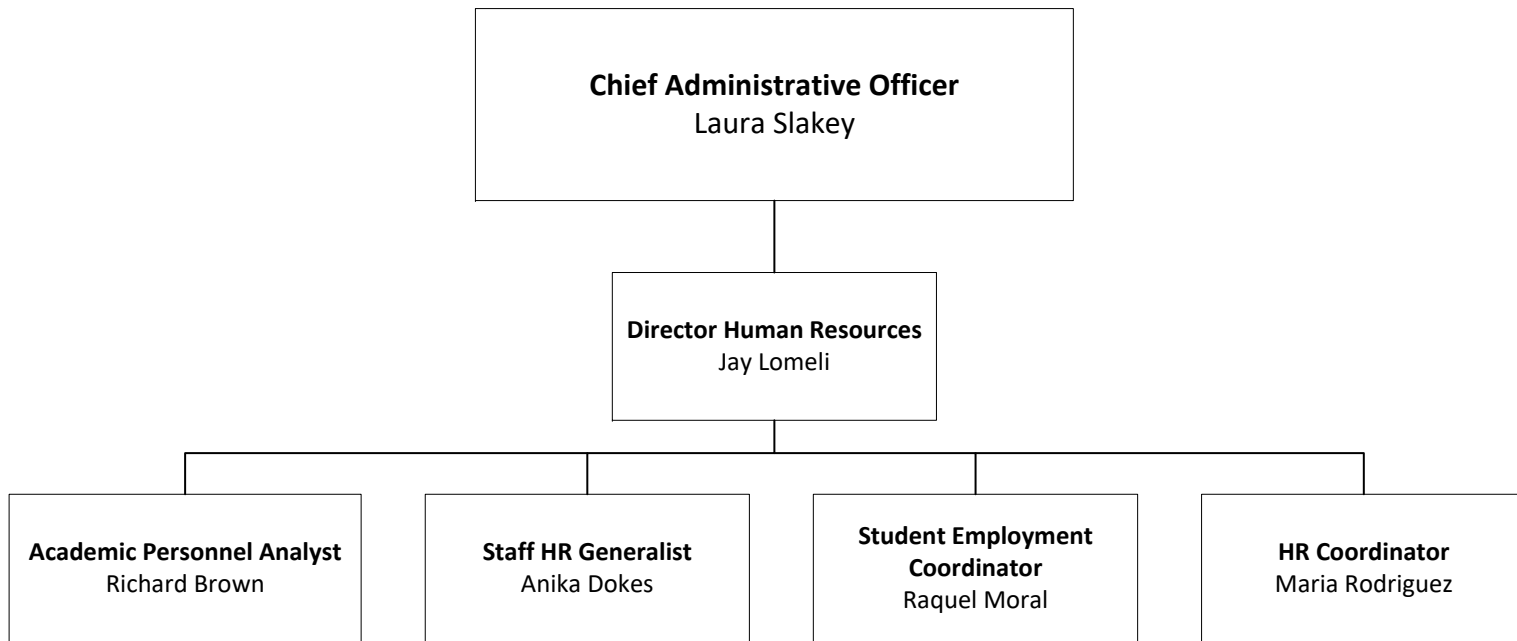 Chief Administrative Officer
Laura Slakey
Director Human Resources
Jay Lomeli
Academic Personnel Analyst
Richard Brown
Staff HR Generalist
Anika Dokes
Student Employment
Coordinator
Raquel Moral
HR Coordinator
Maria Rodriguez